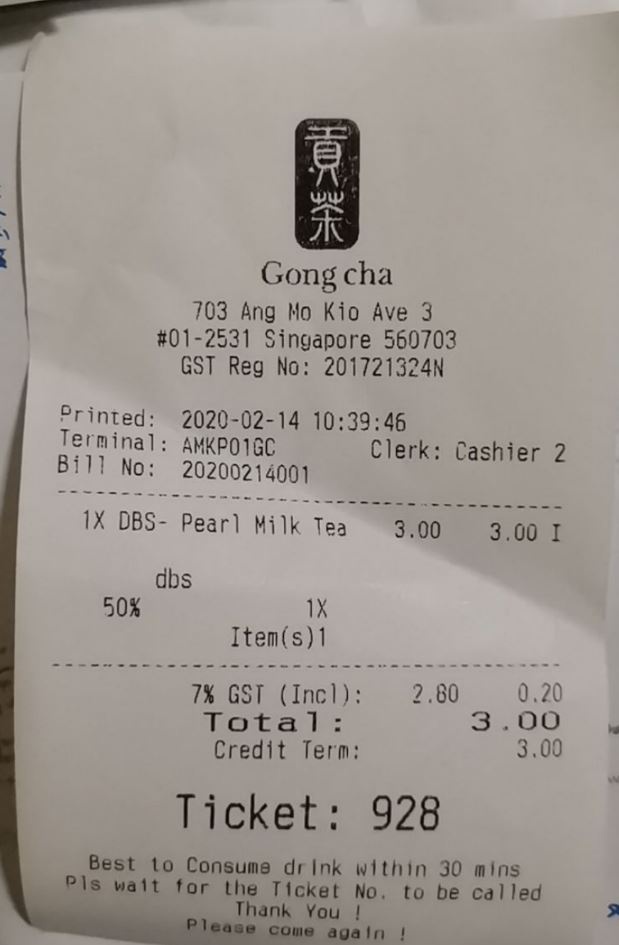 貢茶
Gong cha
703 Ang Mo Kio Ave 3
#01-2531 Singapore 560703
GST Reg No: 201721324N
Printed: 2020-02-14 10:39:46
Terminal: AMKP01GC Clerk: Cashier 2
Bill No: 20200214001
1X DBS- Pearl Milk Tea 3.00 3.00 I
dbs
50% 1X
Item(s)1
7% GST (Incl): 2.80 0.20
Total: 3.00
Credit Term: 3.00
Ticket: 928
Best to Consume drink within 30 mins
Pls wait for the Ticket No. to be called
Thank You !
Please come again !